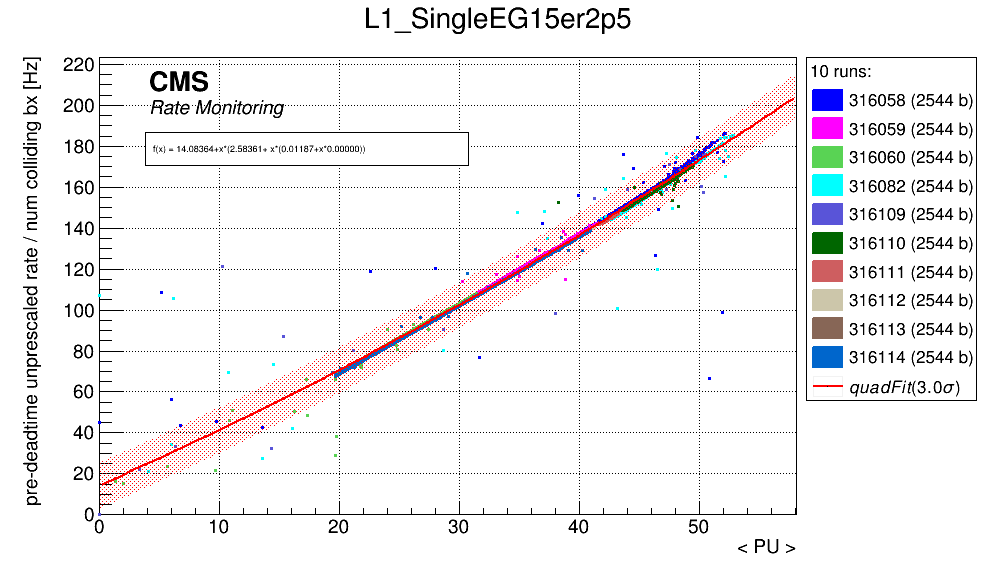 L1_SingleEG15er2p5
pre-deadtime unprescaled rate / num colliding bx [Hz]
220
200
180
160
140
120
100
80
60
40
20
0
CMS
Rate Monitoring
f(x) = 14.08364+x*(2.58361+ x*(0.01187+x*0.00000))
0 10 20 30 40 50
< PU >
10 runs:
316058 (2544 b)
316059 (2544 b)
316060 (2544 b)
316082 (2544 b)
316109 (2544 b)
316110 (2544 b)
316111 (2544 b)
316112 (2544 b)
316113 (2544 b)
316114 (2544 b)
quadFit(3.0σ)